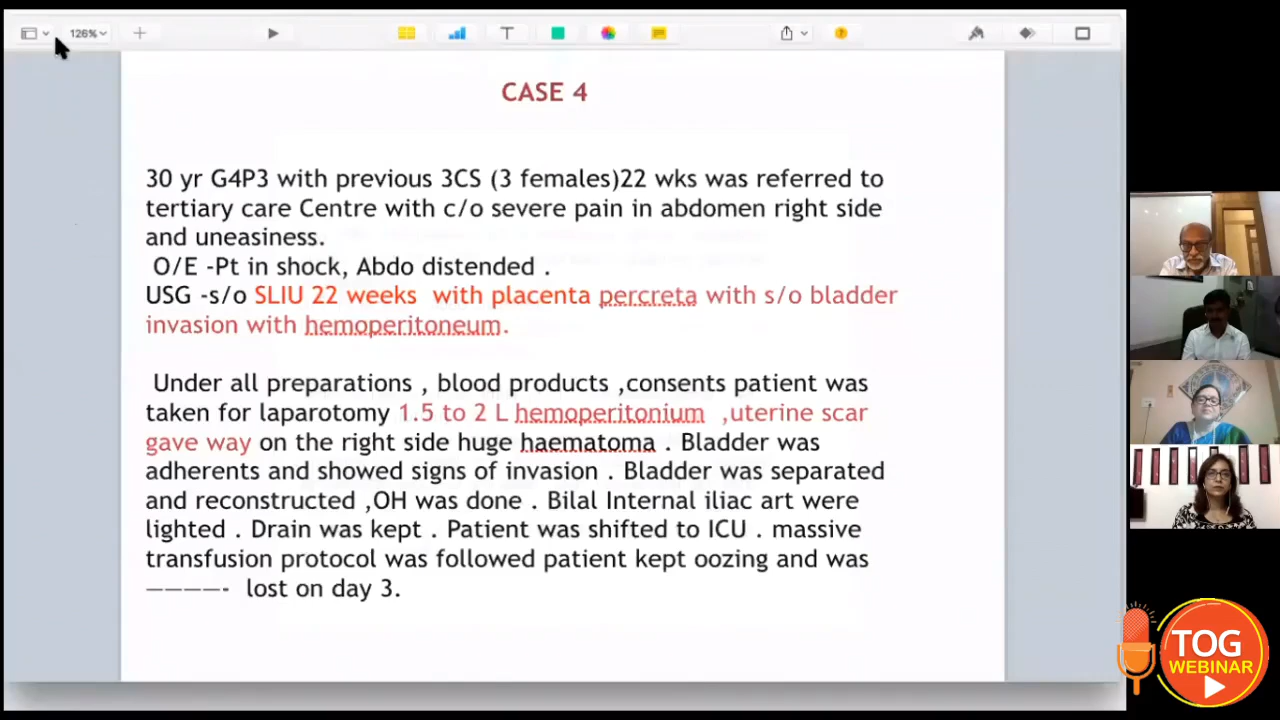 126%
CASE 4
30 yr G4P3 with previous 3CS (3 females)22 wks was referred to
tertiary care Centre with c/o severe pain in abdomen right side
and uneasiness.
O/E -Pt in shock, Abdo distended .
USG -s/o SLIU 22 weeks with placenta percreta with s/o bladder
invasion with hemoperitoneum.
Under all preparations , blood products ,consents patient was
taken for laparotomy 1.5 to 2 L hemoperitonium ,uterine scar
gave way on the right side huge haematoma . Bladder was
adherents and showed signs of invasion . Bladder was separated
and reconstructed ,OH was done . Bilal Internal iliac art were
lighted . Drain was kept . Patient was shifted to ICU . massive
transfusion protocol was followed patient kept oozing and was
————- lost on day 3.
TOG
WEBINAR